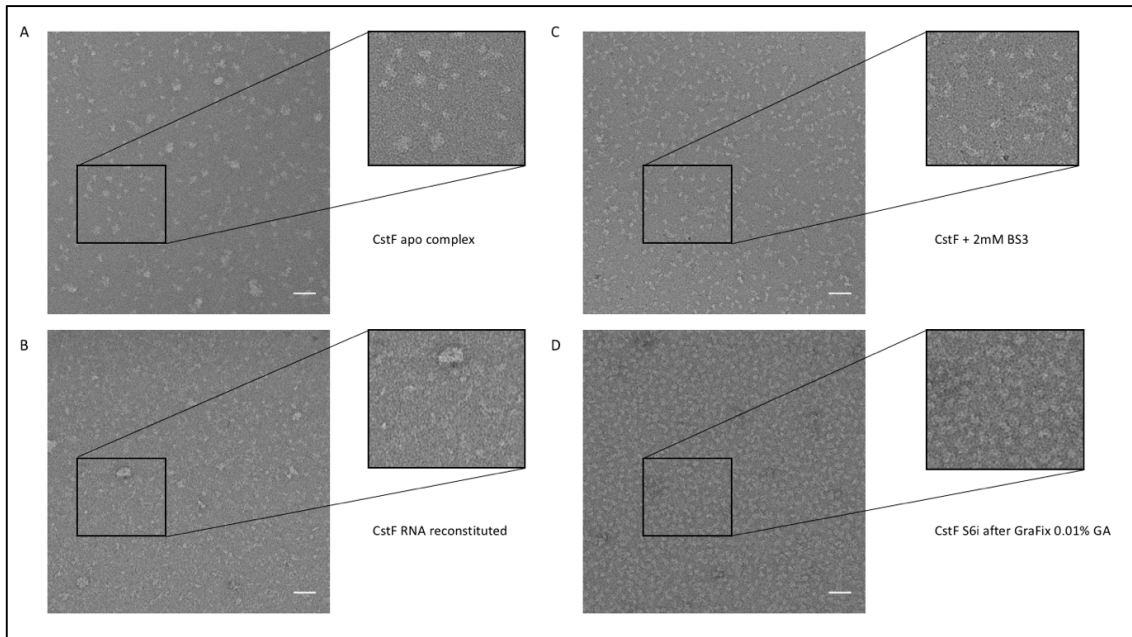 A
CstF apo complex
B
CstF RNA reconstituted
C
CstF + 2mM BS3
D
CstF S6i after GraFix 0.01% GA